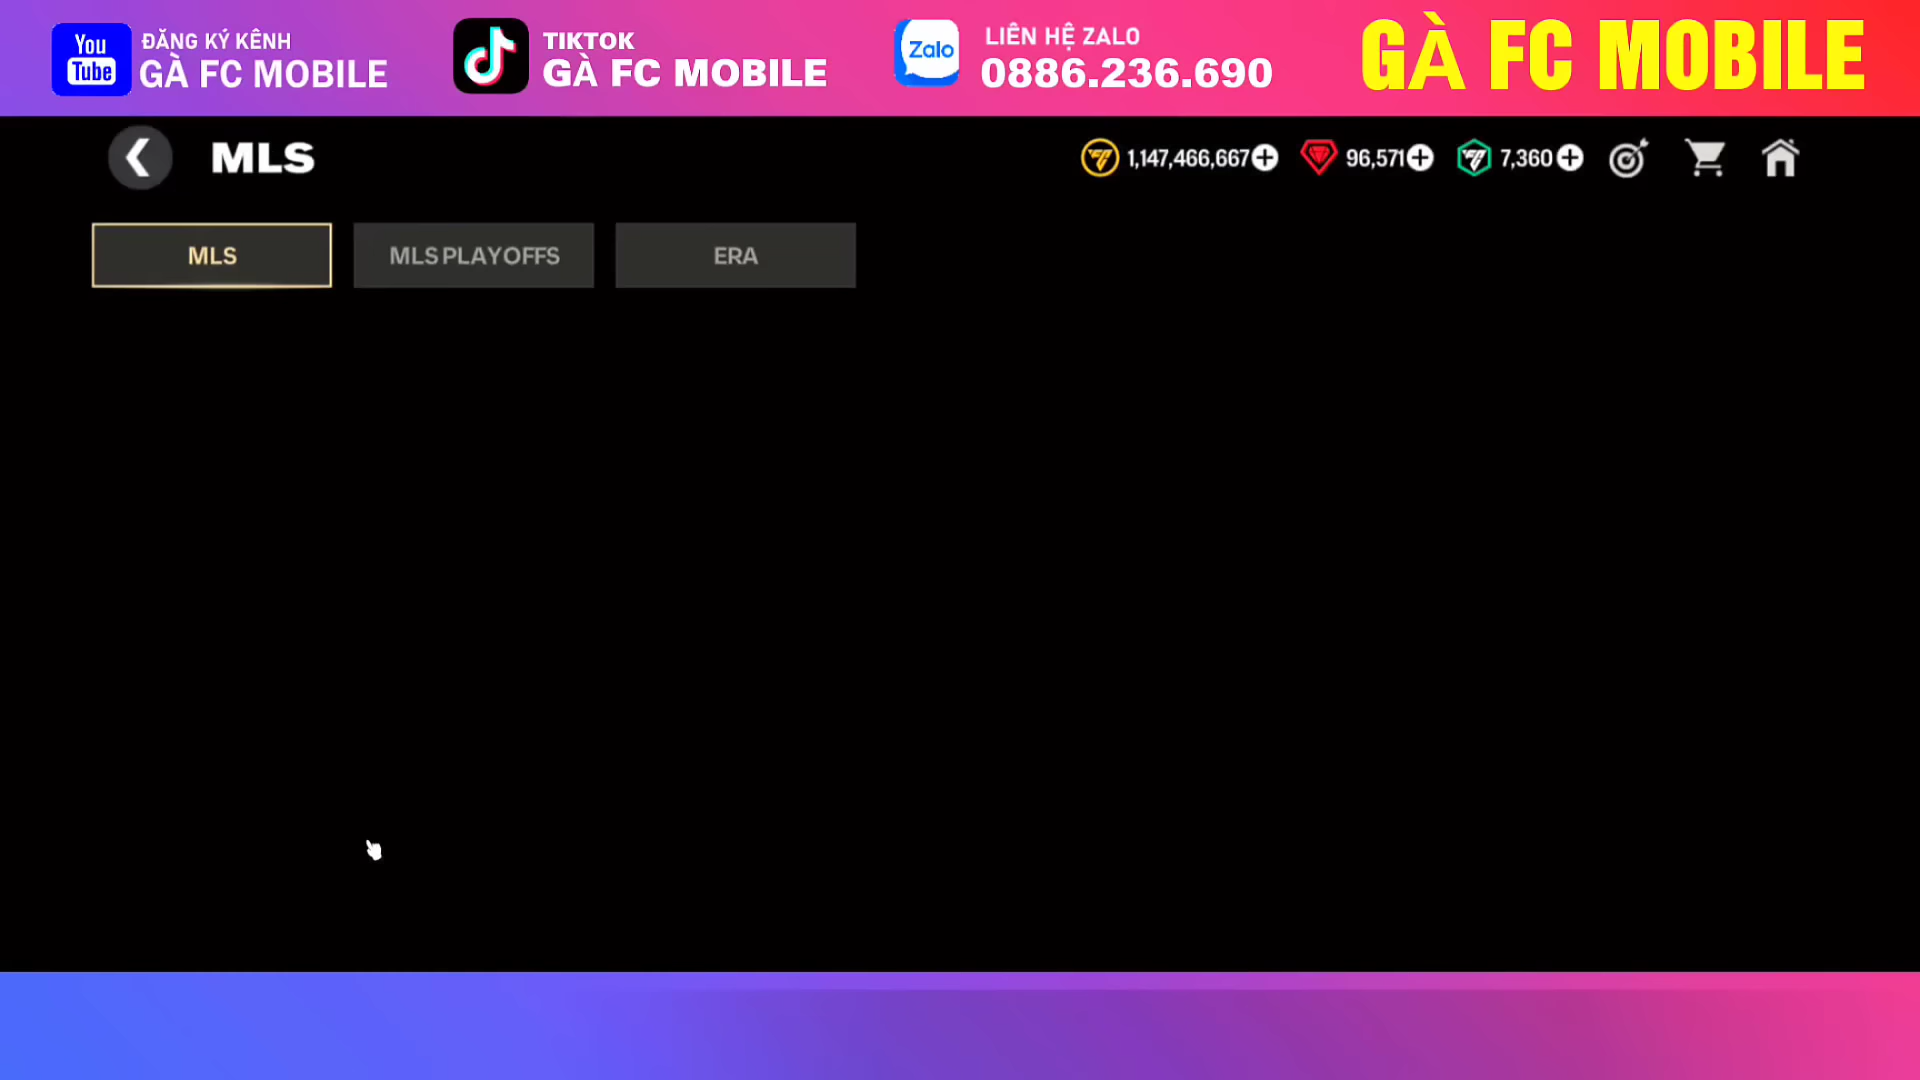 You
Tube
ĐĂNG KÝ KÊNH
GÀ FC MOBILE
TIKTOK
GÀ FC MOBILE
Zalo
LIÊN HỆ ZALO
0886.236.690
GÀ FC MOBILE
MLS
1,147,466,667
96,571
7,360
MLS
MLS PLAYOFFS
ERA